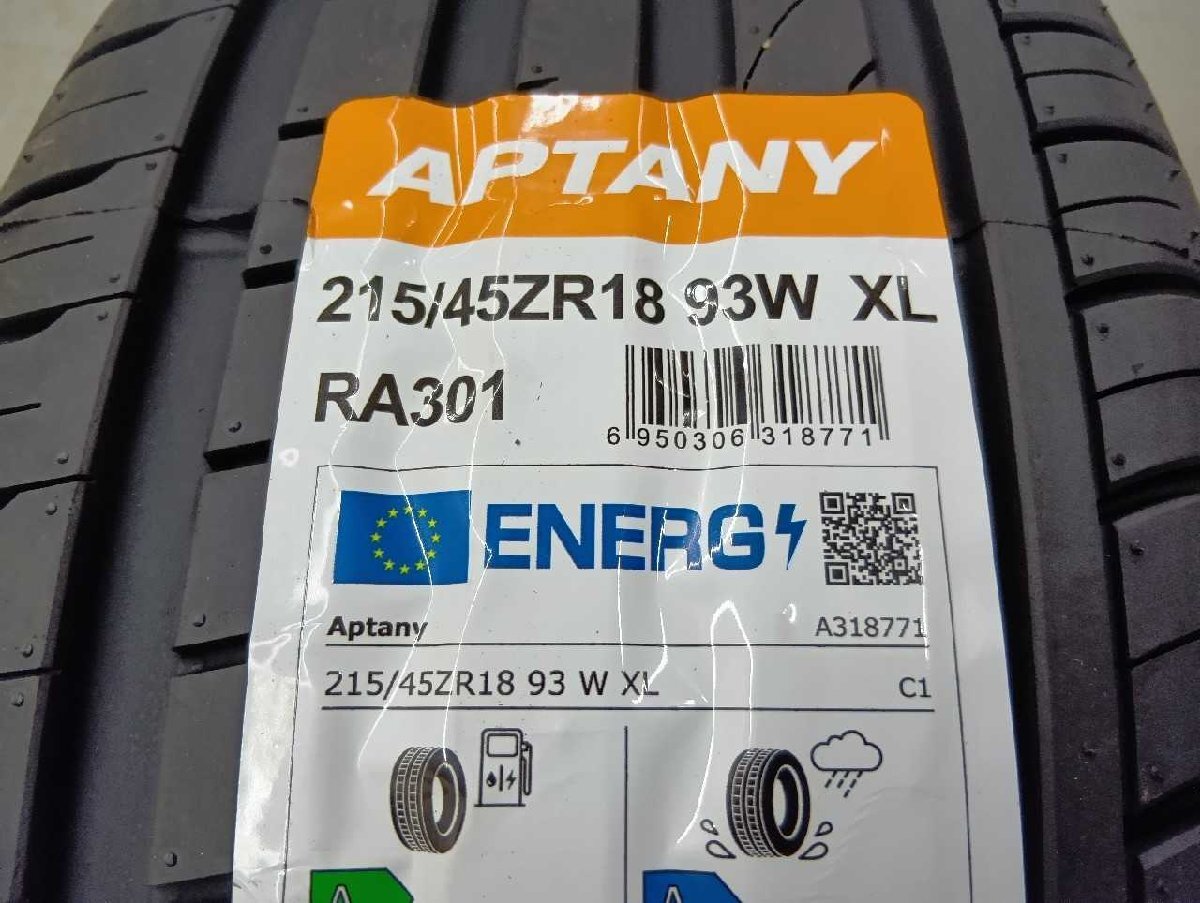 APTANY
215/45ZR18 93W XL
RA301
6 950306 318771
ENERG
Aptany A318771
215/45ZR18 93 W XL C1
A A